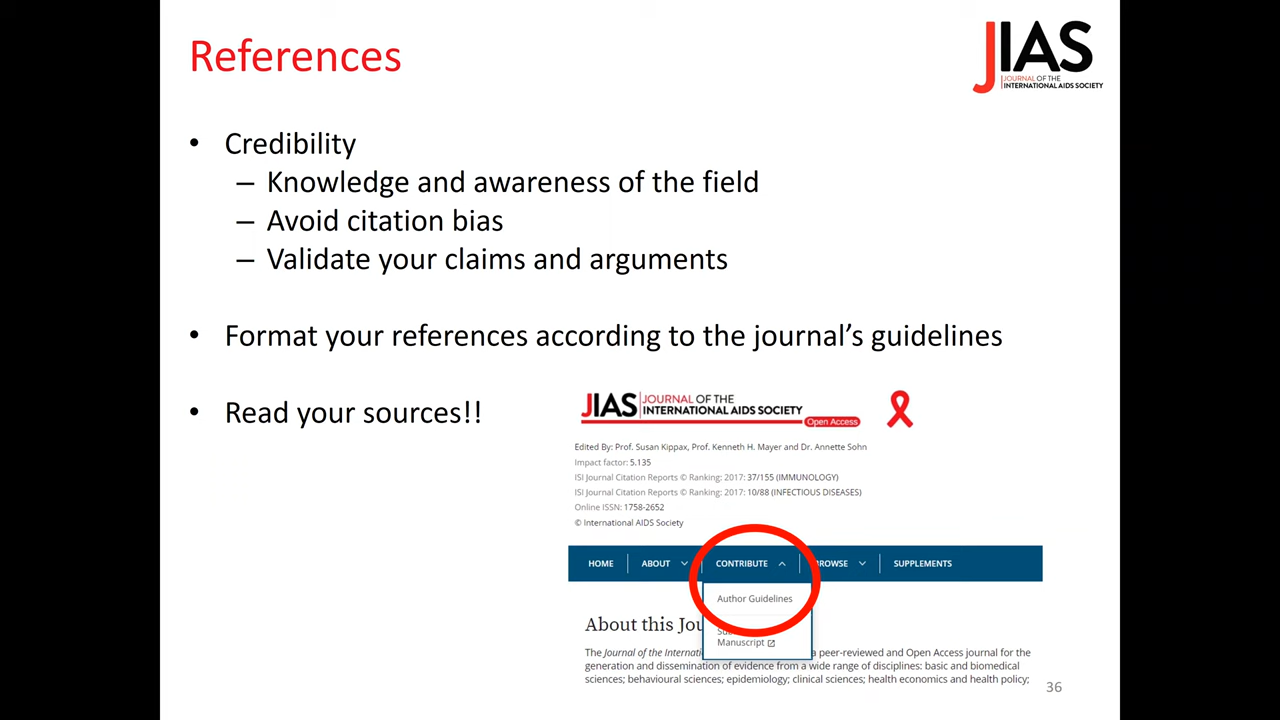 References
JIAS
JOURNAL OF THE
INTERNATIONAL AIDS SOCIETY
• Credibility
– Knowledge and awareness of the field
– Avoid citation bias
– Validate your claims and arguments
• Format your references according to the journal’s guidelines
• Read your sources!!
JIAS JOURNAL OF THE
INTERNATIONAL AIDS SOCIETY
Open Access
Edited By: Prof. Susan Kippax, Prof. Kenneth H. Mayer and Dr. Annette Sohn
Impact factor: 5.135
ISI Journal Citation Reports © Ranking: 2017: 37/155 (IMMUNOLOGY)
ISI Journal Citation Reports © Ranking: 2017: 10/88 (INFECTIOUS DISEASES)
Online ISSN: 1758-2652
© International AIDS Society
HOME ABOUT CONTRIBUTE ROWSE SUPPLEMENTS
Author Guidelines
Manuscript
About this Jou
The Journal of the Internati a peer-reviewed and Open Access journal for the
generation and dissemination of evidence from a wide range of disciplines: basic and biomedical
sciences; behavioural sciences; epidemiology; clinical sciences; health economics and health policy;
36